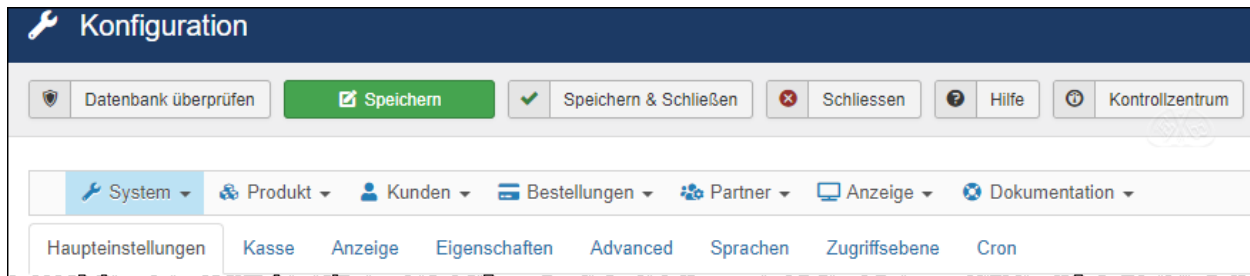 Konfiguration
Datenbank überprüfen Speichern Speichern & Schließen Schliessen Hilfe Kontrollzentrum
System Produkt Kunden Bestellungen Partner Anzeige Dokumentation
Haupteinstellungen Kasse Anzeige Eigenschaften Advanced Sprachen Zugriffsebene Cron